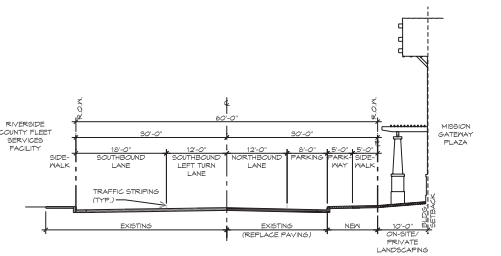 R.O.W.
℄
R.O.W.
60'-0"
30'-0"
30'-0"
RIVERSIDE
COUNTY FLEET
SERVICES
FACILITY
MISSION
GATEWAY
PLAZA
SIDE-
WALK
18'-0"
SOUTHBOUND
LANE
12'-0"
SOUTHBOUND
LEFT TURN
LANE
12'-0"
NORTHBOUND
LANE
8'-0"
PARKING
5'-0"
PARK-
WAY
5'-0"
SIDE-
WALK
TRAFFIC STRIPING
(TYP.)
BLDG.
SETBACK
EXISTING
EXISTING
(REPLACE PAVING)
NEW
10'-0"
ON-SITE/
PRIVATE
LANDSCAPING